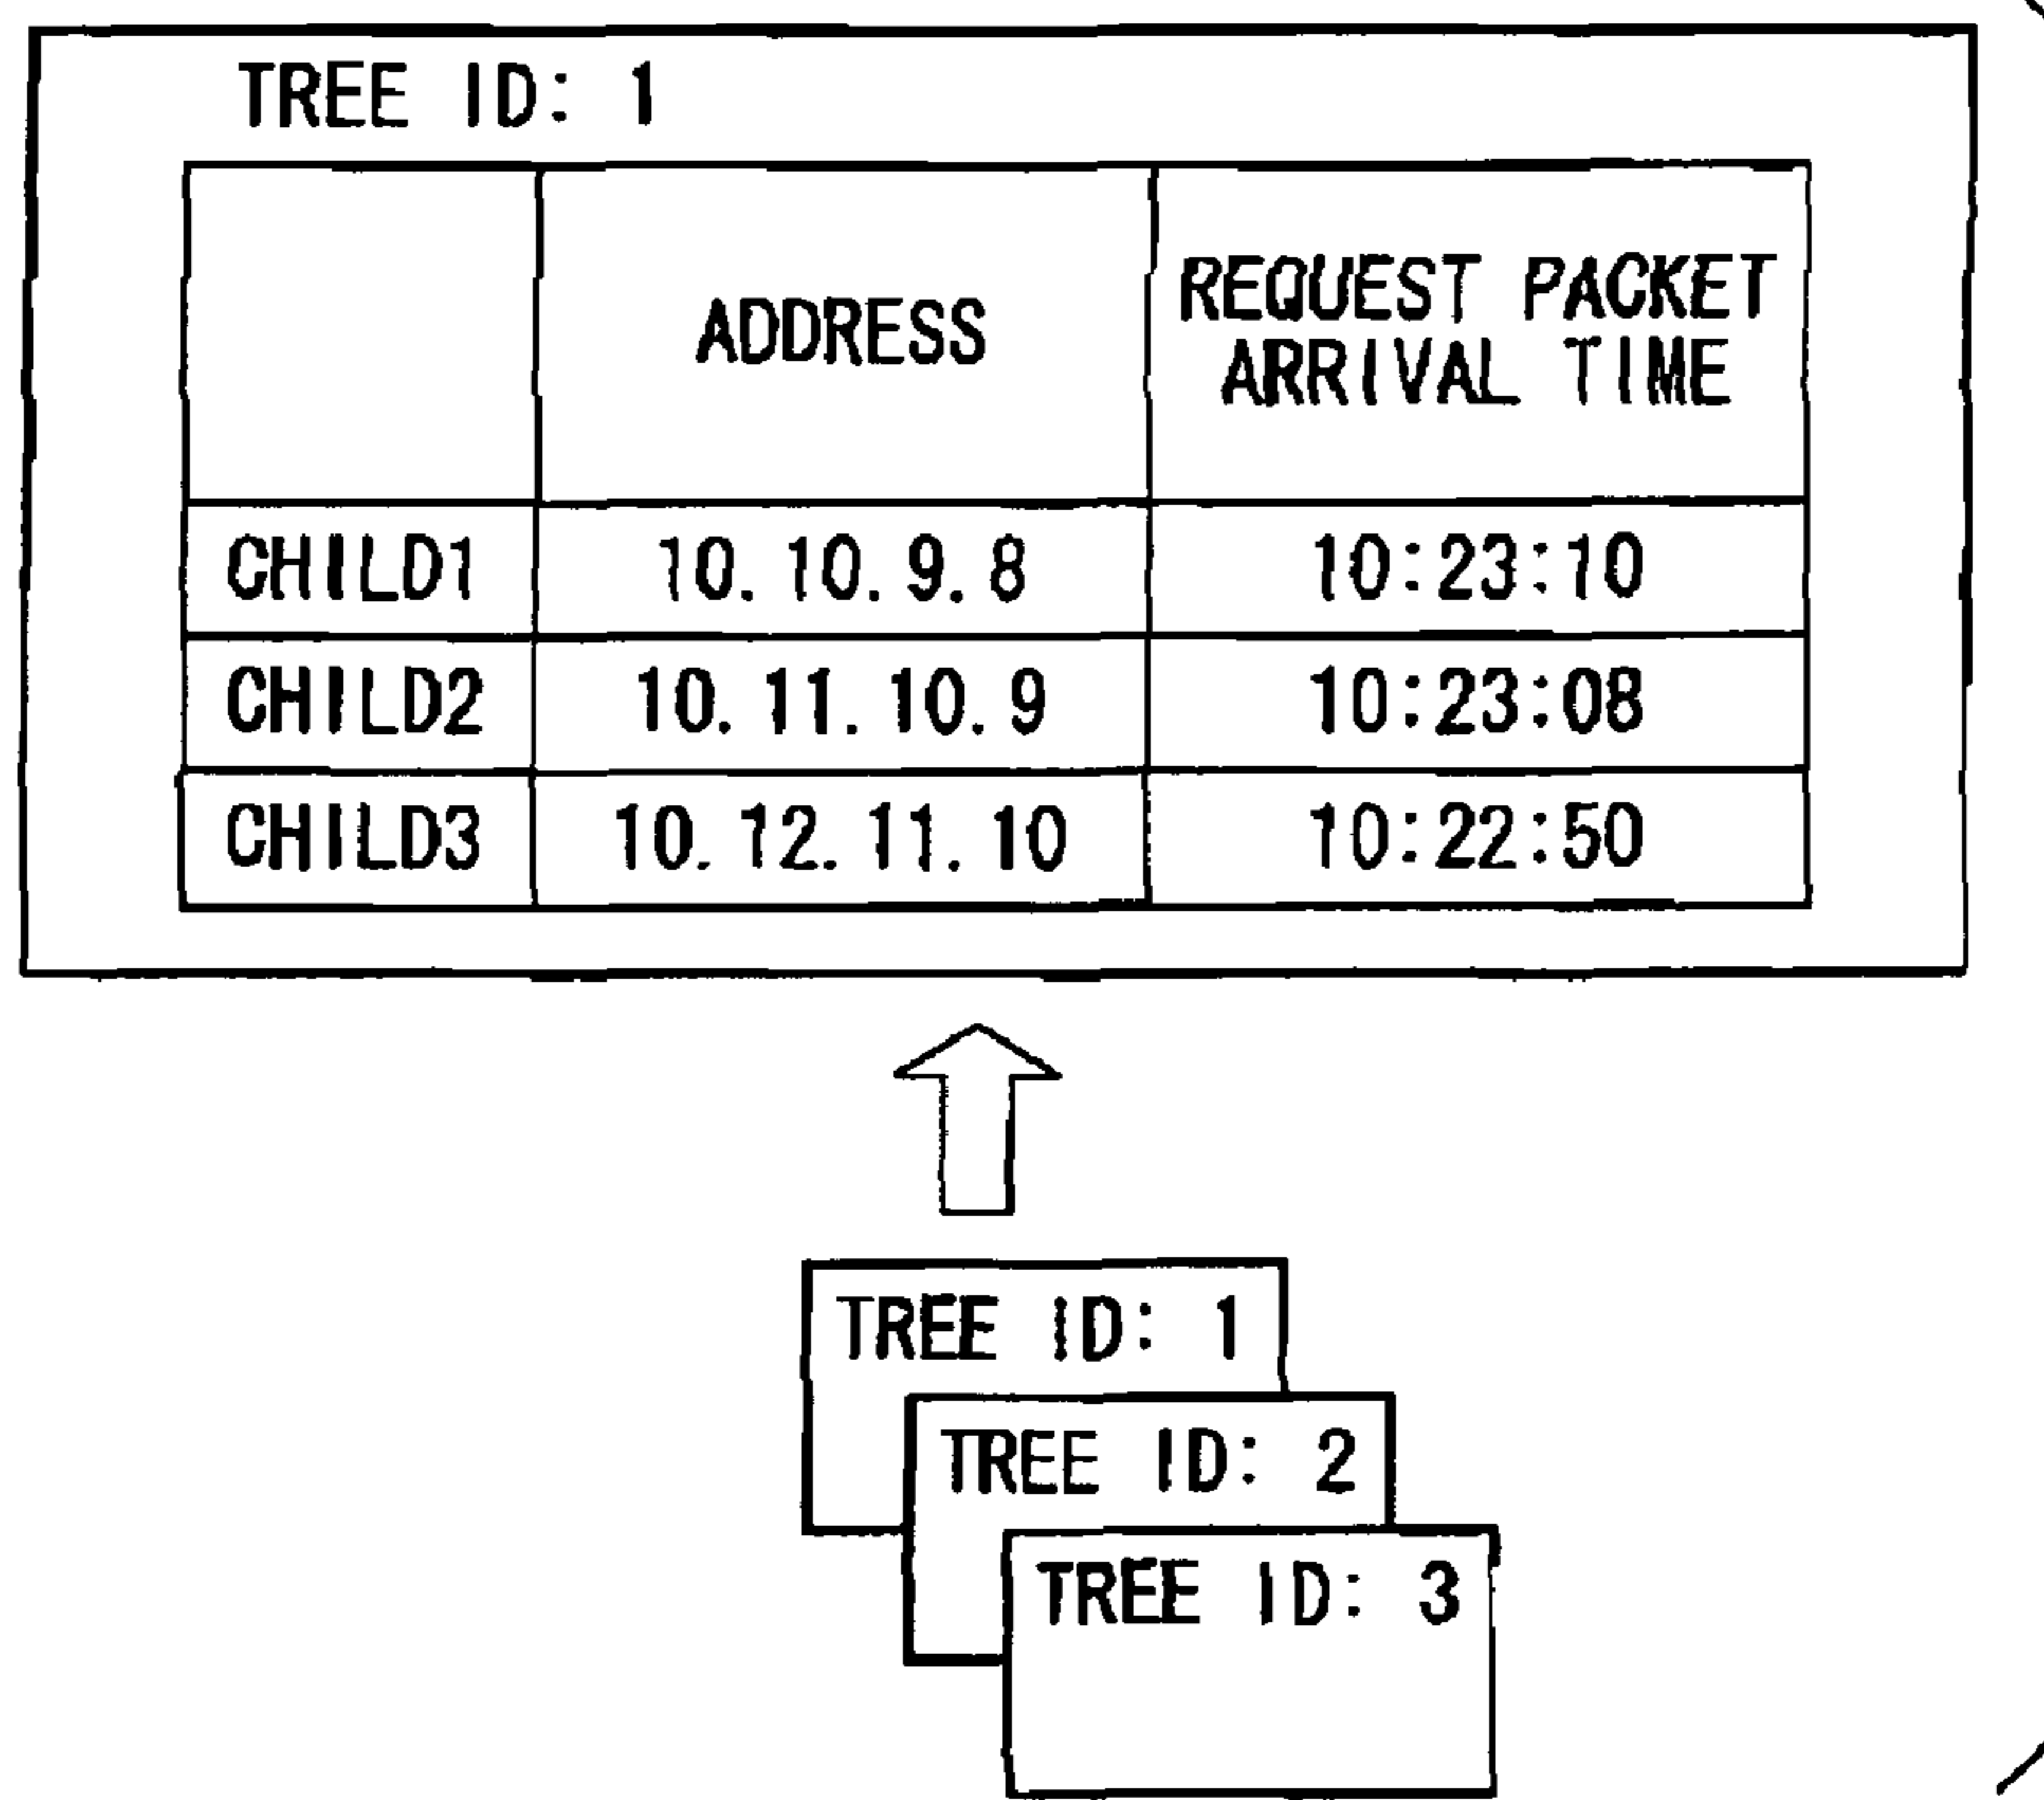 TREE ID: 1
ADDRESS
REQUEST PACKET
ARRIVAL TIME
CHILD1 10.10.9.8 10:23:10
CHILD2 10.11.10.9 10:23:08
CHILD3 10.12.11.10 10:22:50
TREE ID: 1
TREE ID: 2
TREE ID: 3